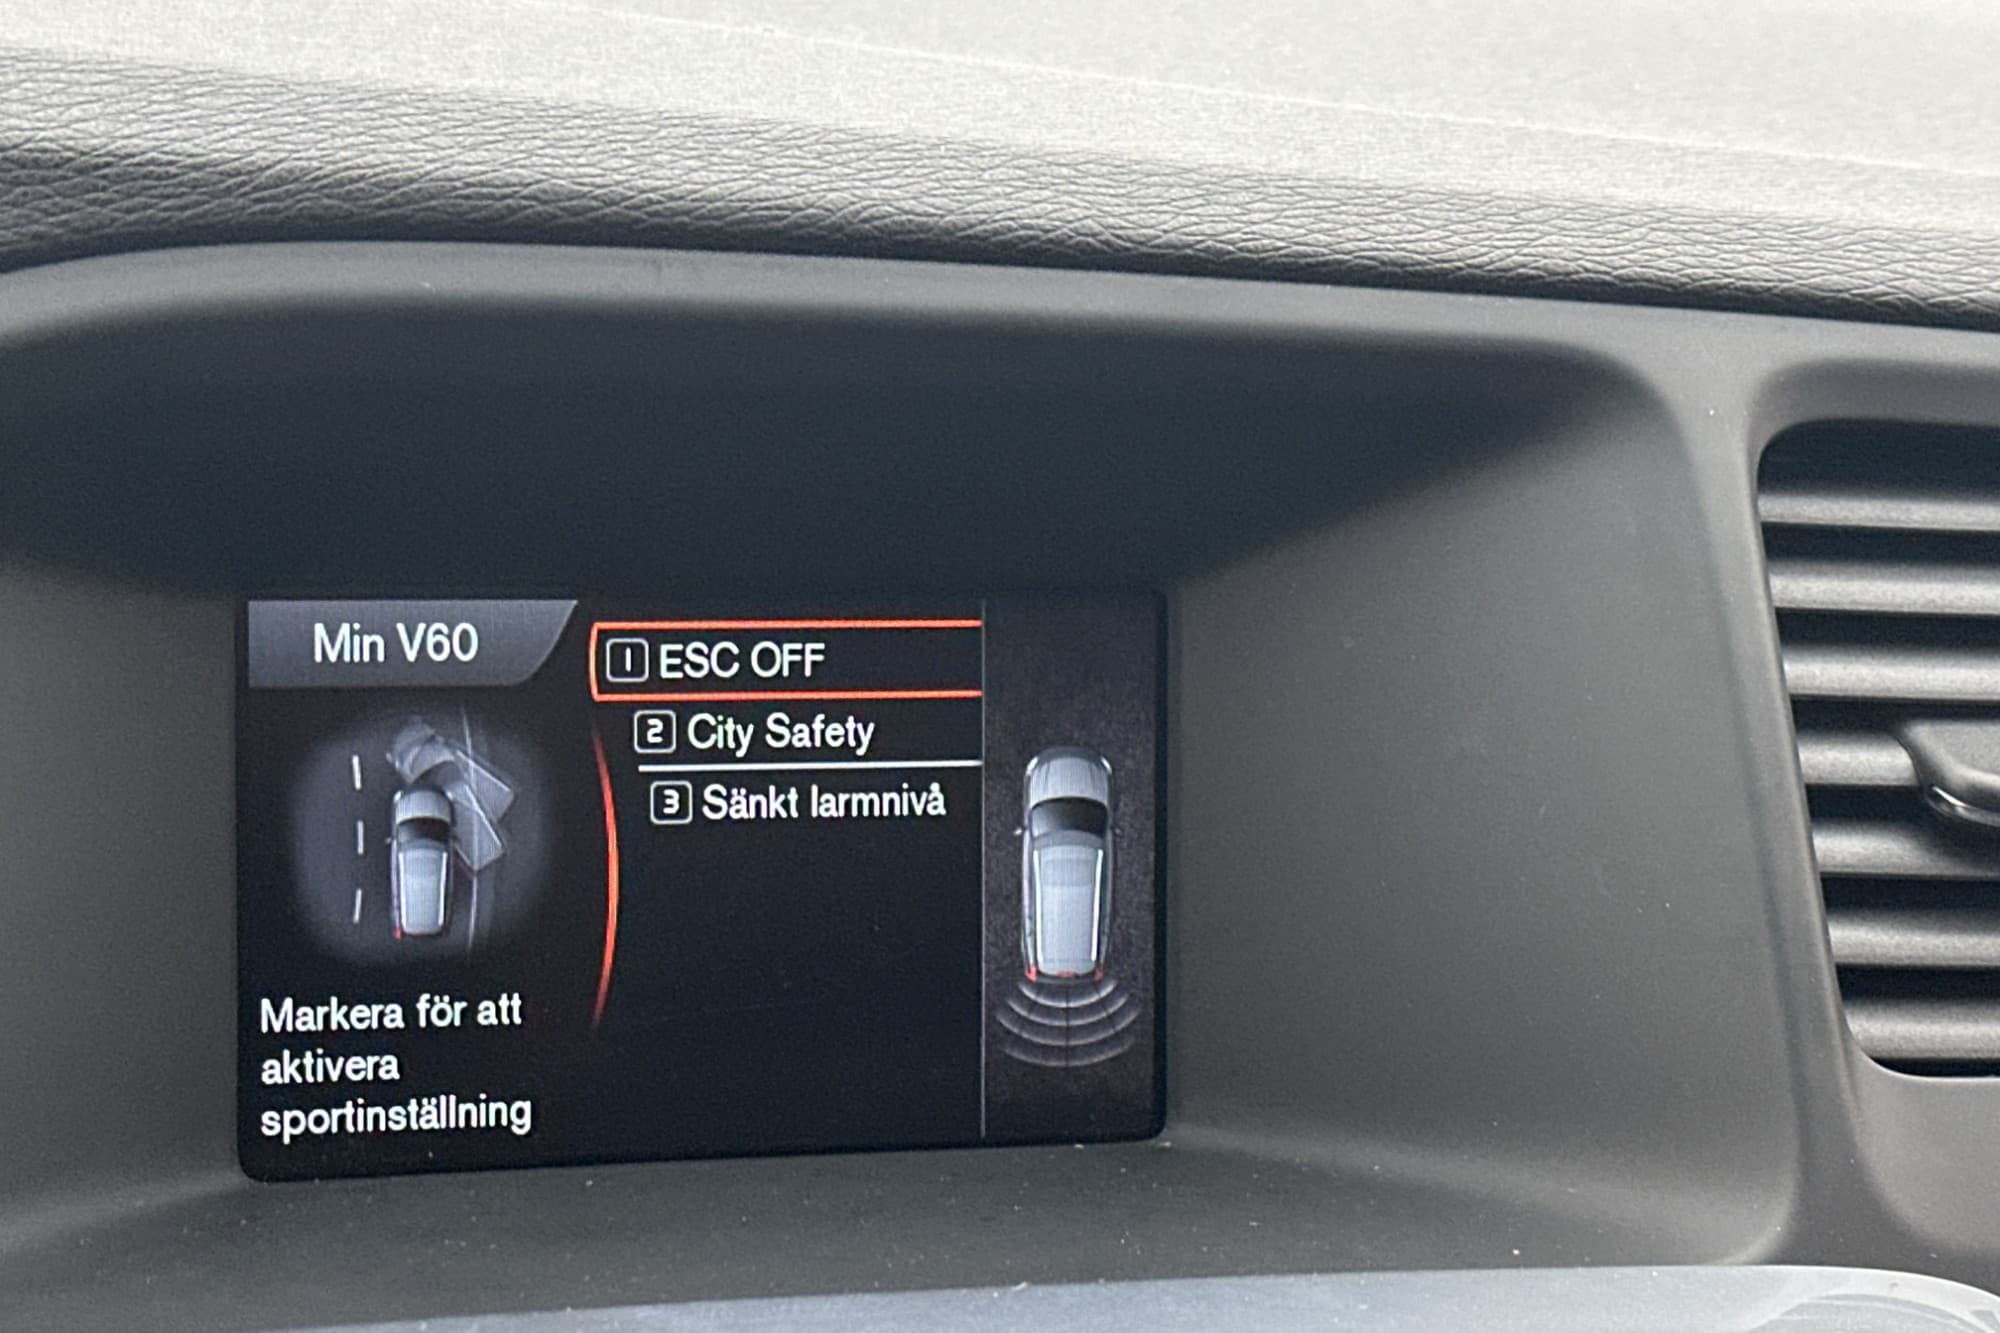 Min V60
1 ESC OFF
2 City Safety
3 Sänkt larmnivå
Markera för att
aktivera
sportinställning